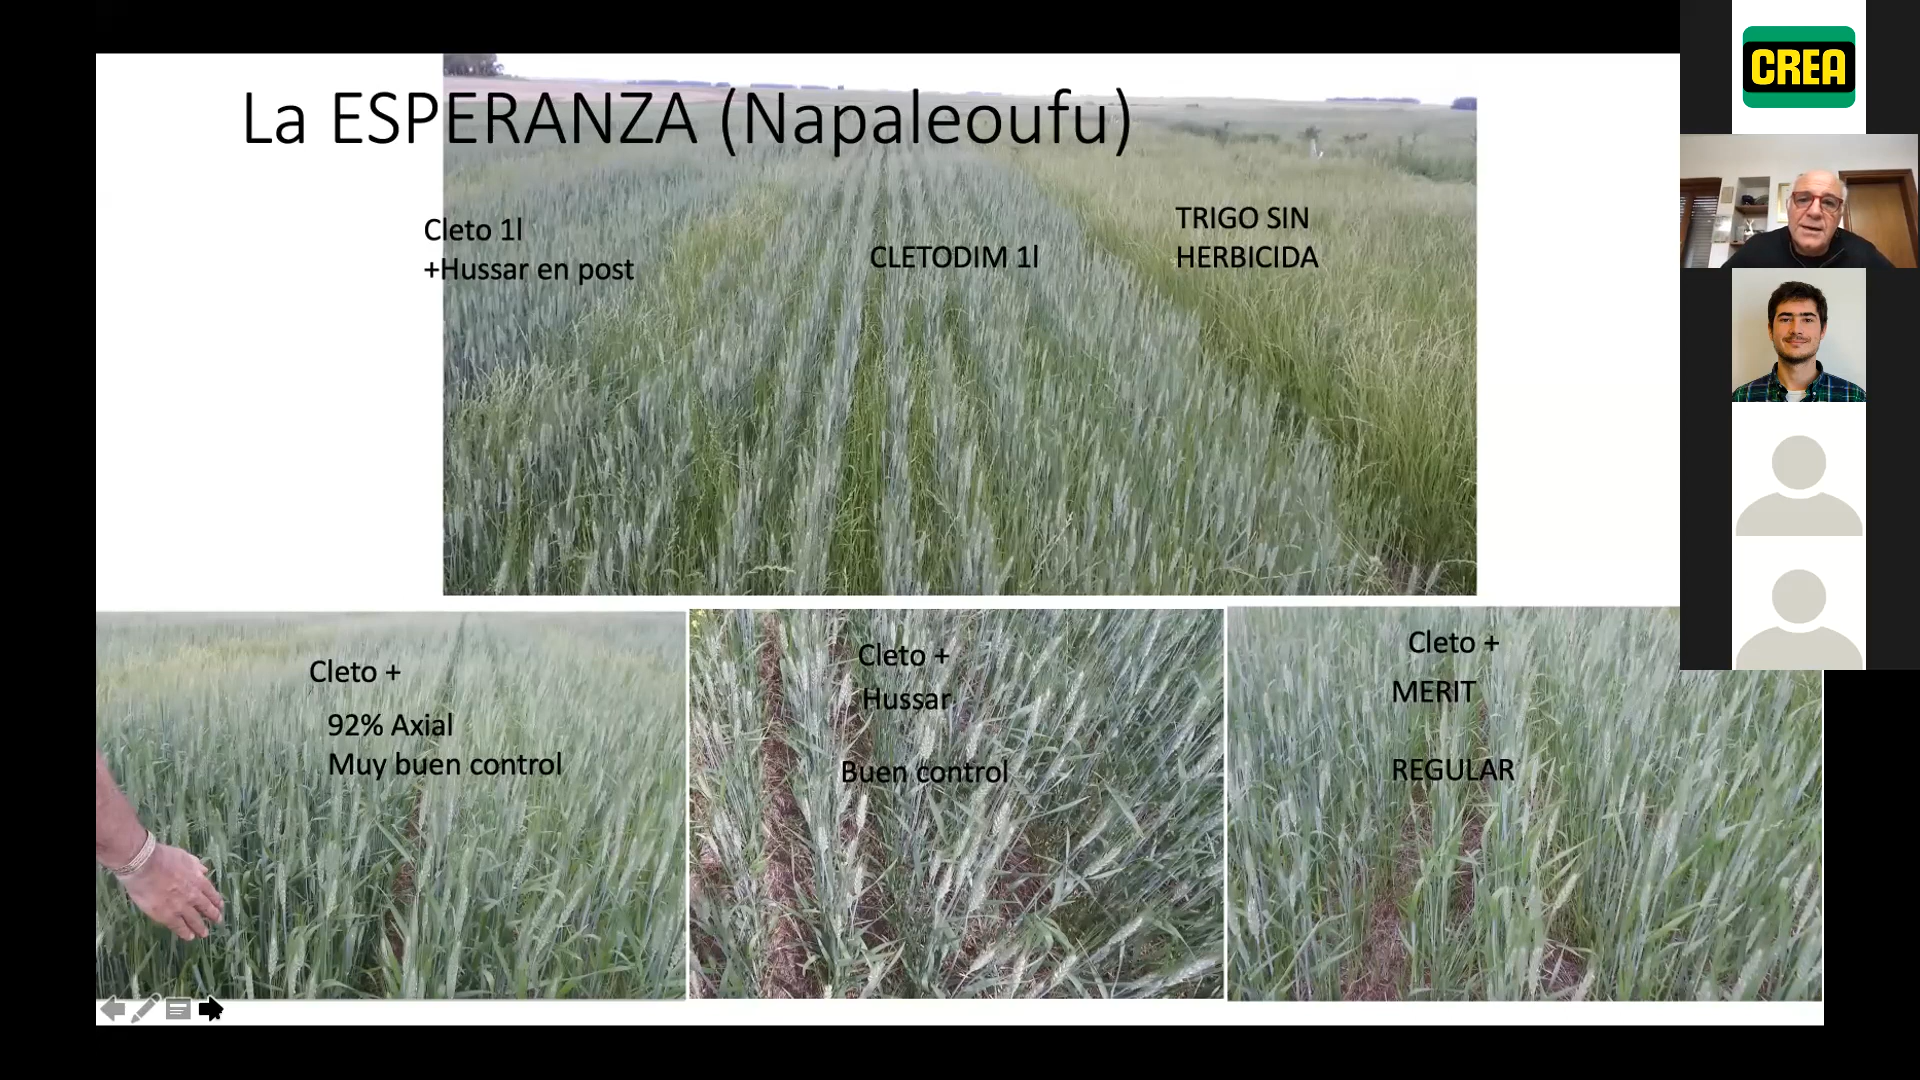 La ESPERANZA (Napaleoufu)
Cleto 1l
+Hussar en post
CLETODIM 1l
TRIGO SIN
HERBICIDA
Cleto +
92% Axial
Muy buen control
Cleto +
Hussar
Buen control
Cleto +
MERIT
REGULAR
CREA